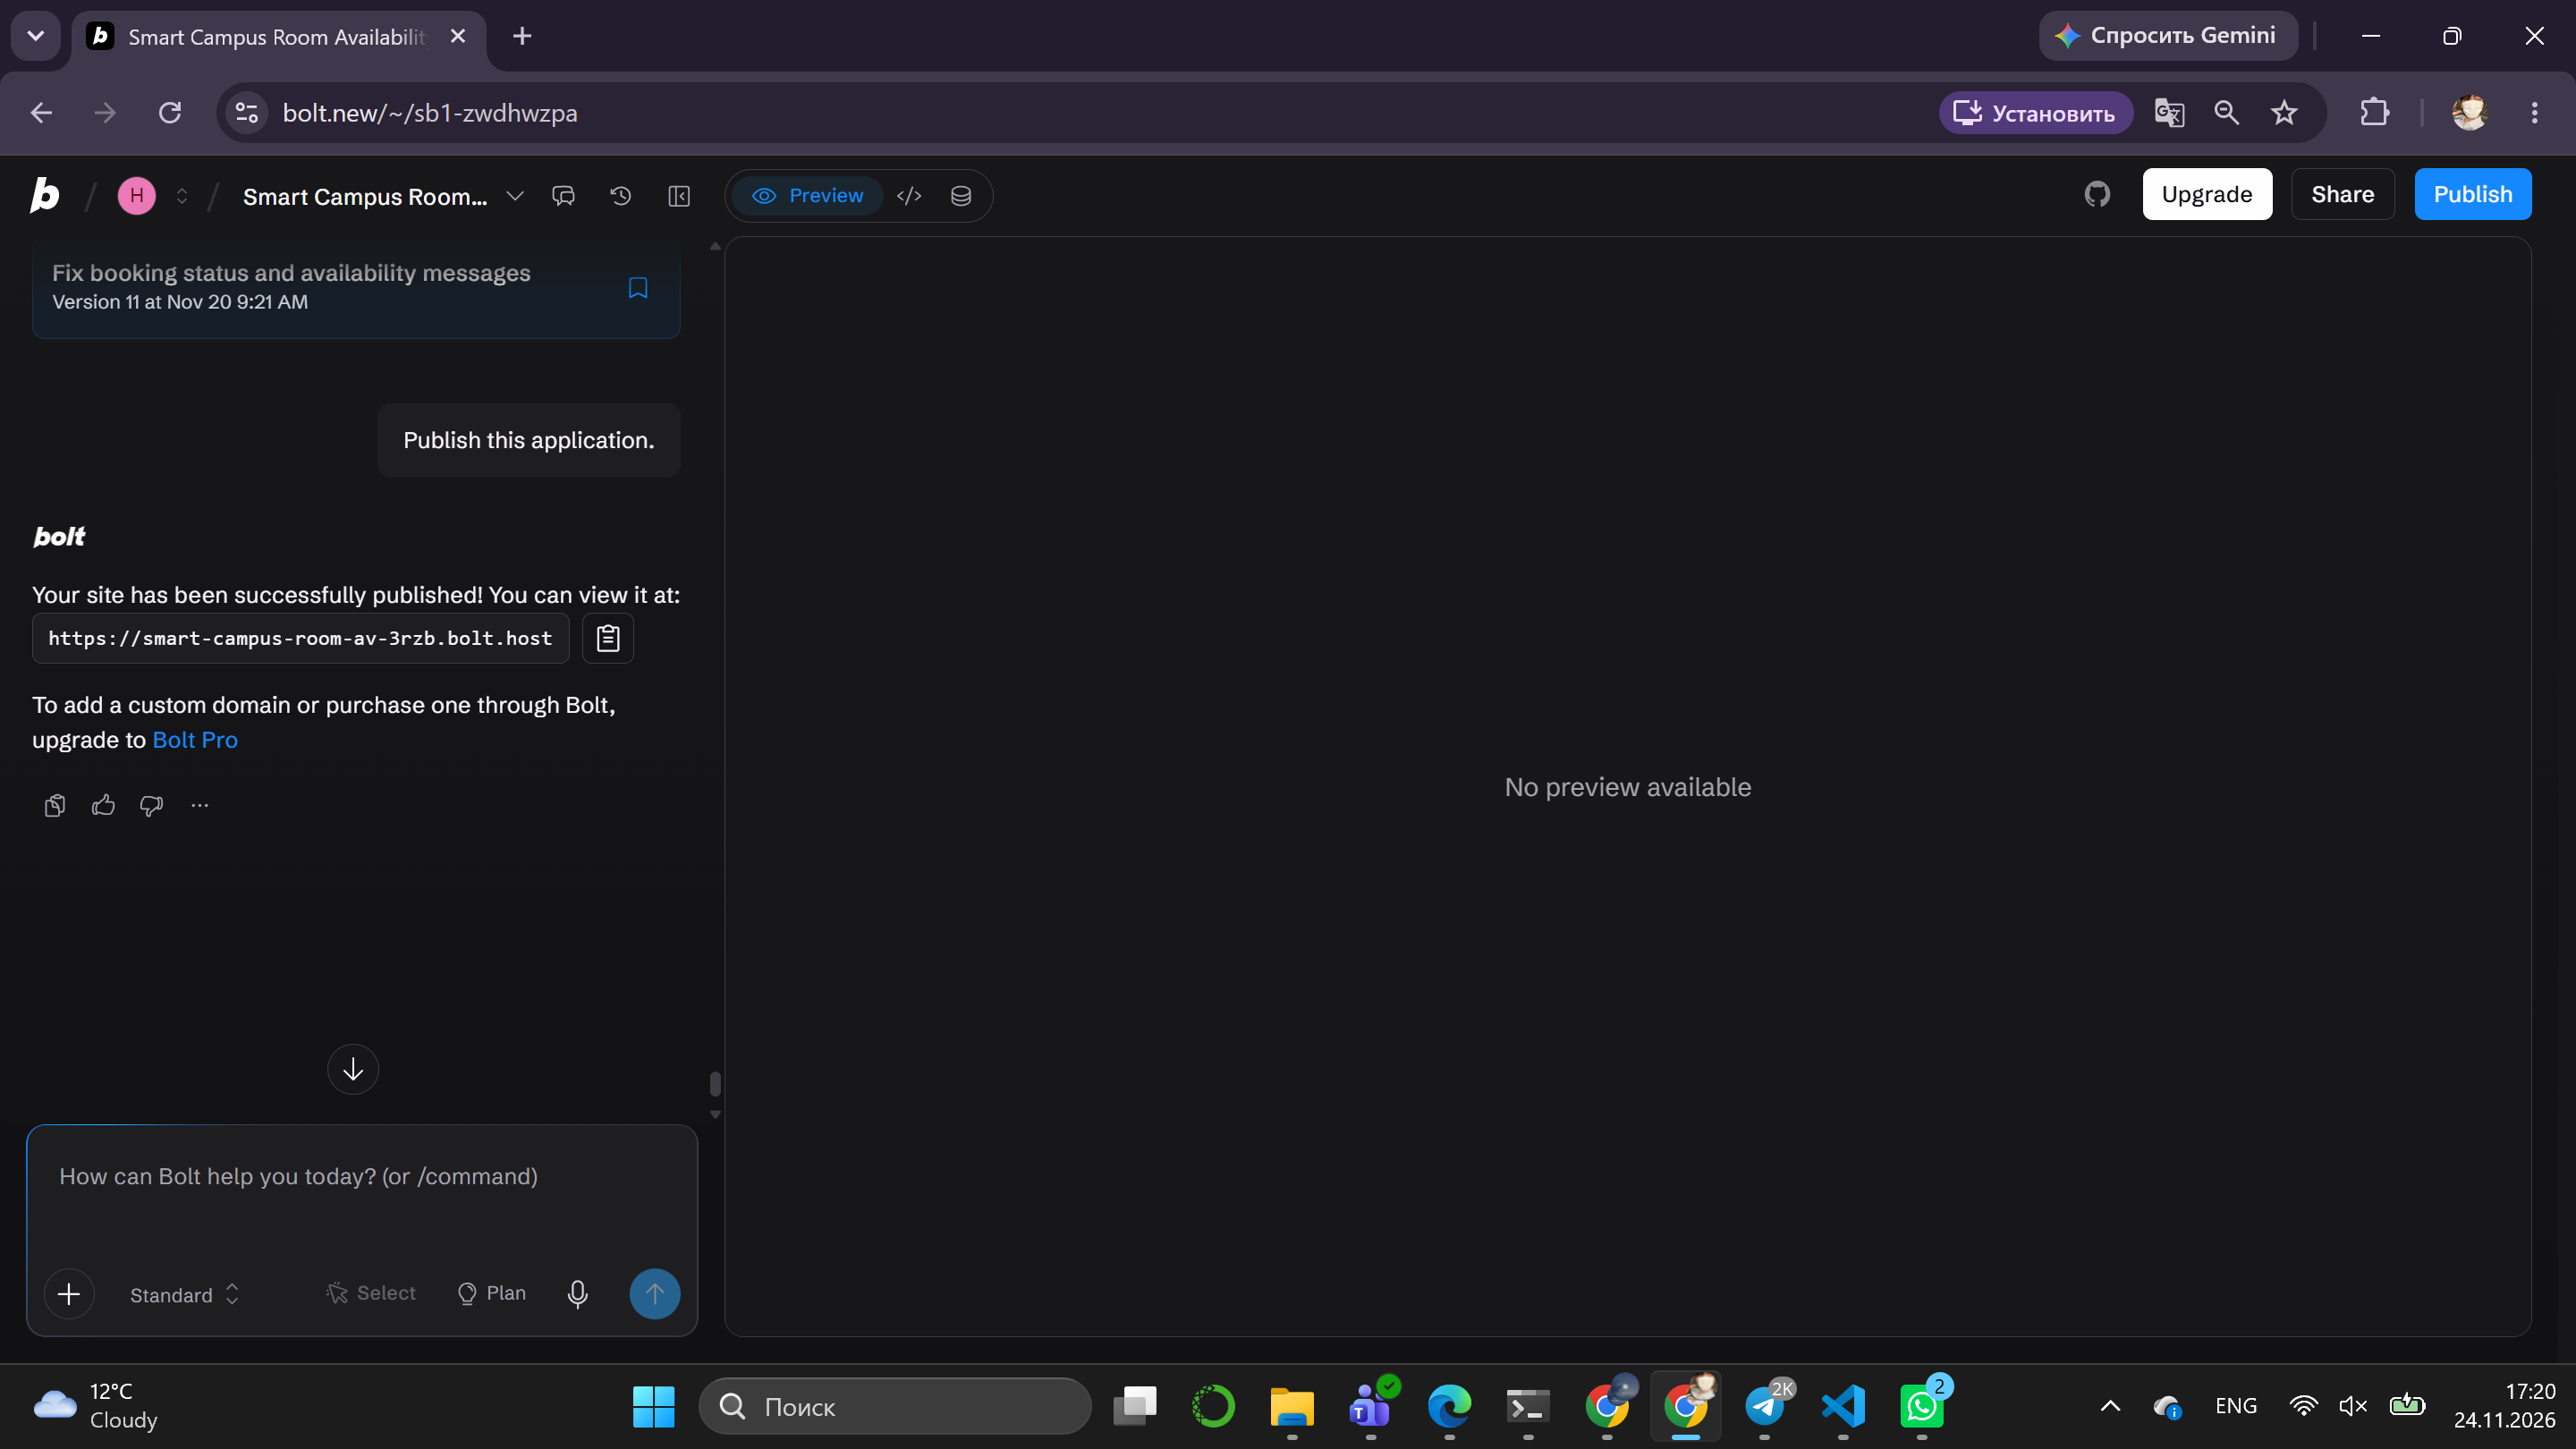 Smart Campus Room Availabilit
Спросить Gemini
bolt.new/~/sb1-zwdhwzpa
Установить
b
H
Smart Campus Room...
Preview
Upgrade
Share
Publish
Fix booking status and availability messages
Version 11 at Nov 20 9:21 AM
Publish this application.
bolt
Your site has been successfully published! You can view it at:
https://smart-campus-room-av-3rzb.bolt.host
To add a custom domain or purchase one through Bolt,
upgrade to Bolt Pro
No preview available
How can Bolt help you today? (or /command)
Standard
Select
Plan
12°C
Cloudy
Поиск
2K
2
ENG
17:20
24.11.2026